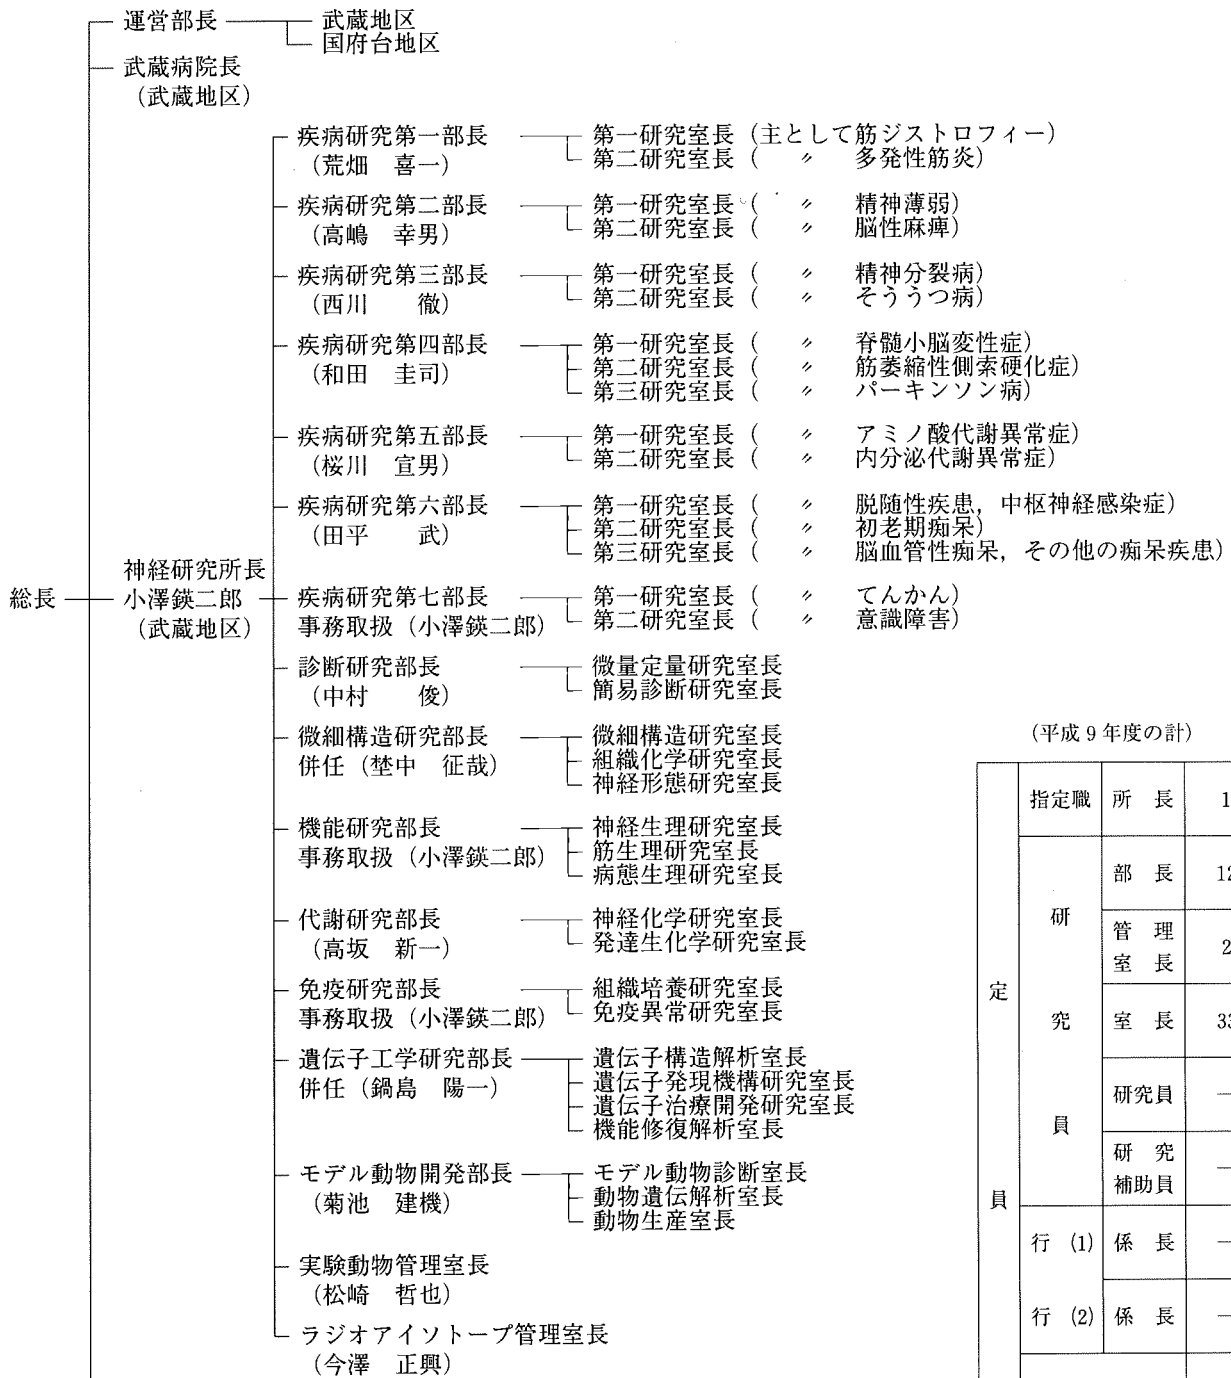 運営部長 武蔵地区
国府台地区
武蔵病院長
(武蔵地区)
疾病研究第一部長 第一研究室長 (主として筋ジストロフィー)
(荒畑 喜一) 第二研究室長 ( 〃 多発性筋炎)
疾病研究第二部長 第一研究室長 ( 〃 精神薄弱)
(高嶋 幸男) 第二研究室長 ( 〃 脳性麻痺)
疾病研究第三部長 第一研究室長 ( 〃 精神分裂病)
(西川 徹) 第二研究室長 ( 〃 そううつ病)
疾病研究第四部長 第一研究室長 ( 〃 脊髄小脳変性症)
(和田 圭司) 第二研究室長 ( 〃 筋萎縮性側索硬化症)
第三研究室長 ( 〃 パーキンソン病)
疾病研究第五部長 第一研究室長 ( 〃 アミノ酸代謝異常症)
(桜川 宣男) 第二研究室長 ( 〃 内分泌代謝異常症)
疾病研究第六部長 第一研究室長 ( 〃 脱随性疾患, 中枢神経感染症)
(田平 武) 第二研究室長 ( 〃 初老期痴呆)
第三研究室長 ( 〃 脳血管性痴呆, その他の痴呆疾患)
総長
神経研究所長
小澤鍈二郎
(武蔵地区)
疾病研究第七部長 第一研究室長 ( 〃 てんかん)
事務取扱 (小澤鍈二郎) 第二研究室長 ( 〃 意識障害)
診断研究部長 微量定量研究室長
(中村 俊) 簡易診断研究室長
微細構造研究部長 微細構造研究室長
併任 (埜中 征哉) 組織化学研究室長
神経形態研究室長
機能研究部長 神経生理研究室長
事務取扱 (小澤鍈二郎) 筋生理研究室長
病態生理研究室長
代謝研究部長 神経化学研究室長
(高坂 新一) 発達生化学研究室長
免疫研究部長 組織培養研究室長
事務取扱 (小澤鍈二郎) 免疫異常研究室長
遺伝子工学研究部長 遺伝子構造解析室長
併任 (鍋島 陽一) 遺伝子発現機構研究室長
遺伝子治療開発研究室長
機能修復解析室長
モデル動物開発部長 モデル動物診断室長
(菊池 建機) 動物遺伝解析室長
動物生産室長
実験動物管理室長
(松崎 哲也)
ラジオアイソトープ管理室長
(今澤 正興)
(平成9年度の計)
定員
指定職 所長 1
研究員
部長 12
管理
室長 2
室長 33
研究員 —
研究
補助員 —
行 (1) 係長 —
行 (2) 係長 —